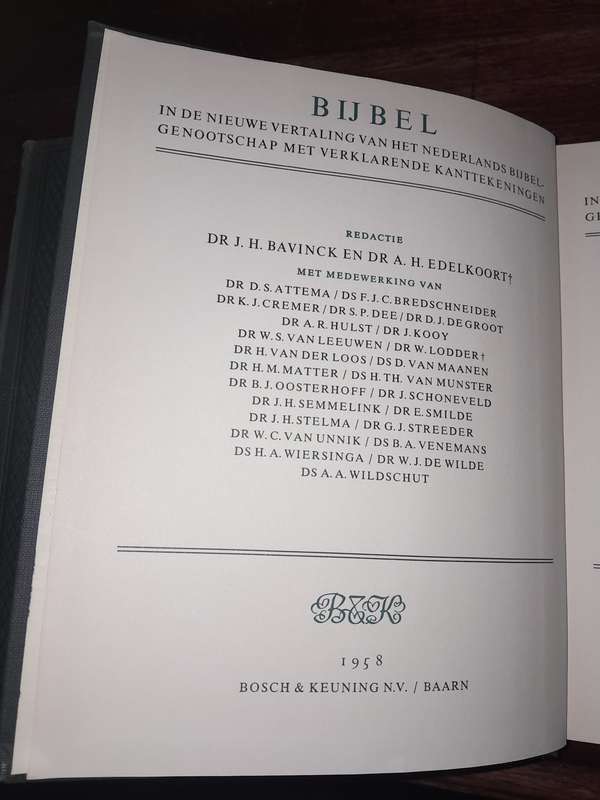 BIJBEL
IN DE NIEUWE VERTALING VAN HET NEDERLANDS BIJBEL-
GENOOTSCHAP MET VERKLARENDE KANTTEKENINGEN
REDACTIE
DR J. H. BAVINCK EN DR A. H. EDELKOORT†
MET MEDEWERKING VAN
DR D. S. ATTEMA / DS F. J. C. BREDSCHNEIDER
DR K. J. CREMER / DR S. P. DEE / DR D. J. DE GROOT
DR A. R. HULST / DR J. KOOY
DR W. S. VAN LEEUWEN / DR W. LODDER†
DR H. VAN DER LOOS / DS D. VAN MAANEN
DR H. M. MATTER / DS H. TH. VAN MUNSTER
DR B. J. OOSTERHOFF / DR J. SCHONEVELD
DR J. H. SEMMELINK / DR E. SMILDE
DR J. H. STELMA / DR G. J. STREEDER
DR W. C. VAN UNNIK / DS B. A. VENEMANS
DS H. A. WIERSINGA / DR W. J. DE WILDE
DS A. A. WILDSCHUT
B&K
1958
BOSCH & KEUNING N.V. / BAARN
IN
GE